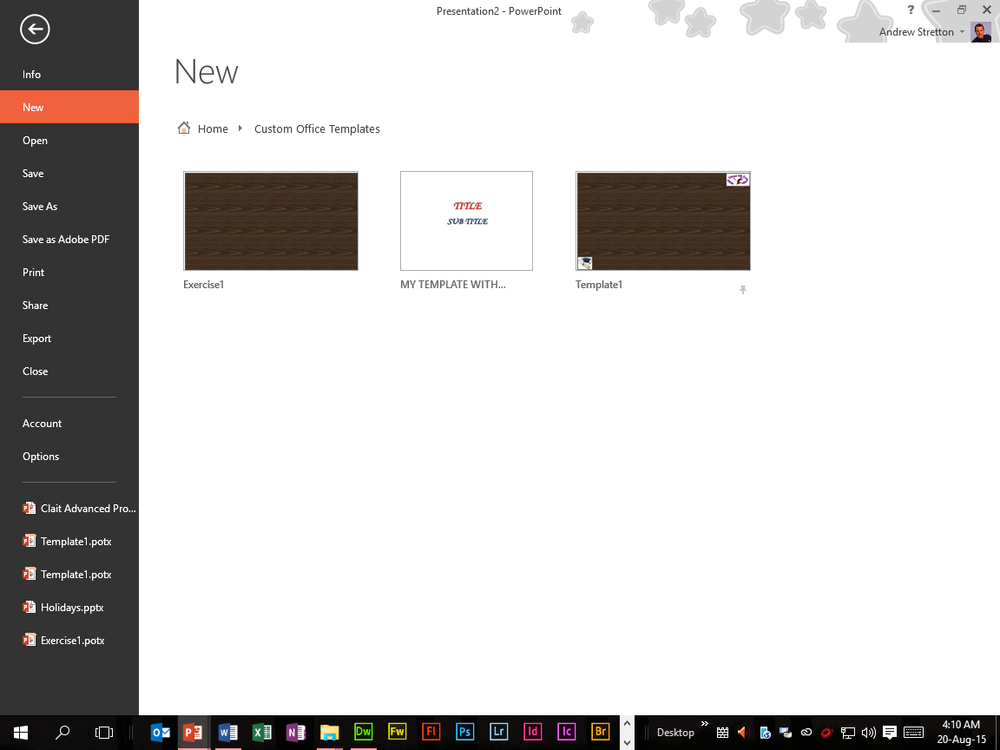 Presentation2 - PowerPoint
?
Andrew Stretton
Info
New
Open
Save
Save As
Save as Adobe PDF
Print
Share
Export
Close
Account
Options
Clait Advanced Pro...
Template1.potx
Template1.potx
Holidays.pptx
Exercise1.potx
New
Home
Custom Office Templates
TITLE
SUB TITLE
Exercise1
MY TEMPLATE WITH...
Template1
Dw
Fw
Fl
Ps
Lr
Id
Ic
Br
Desktop
4:10 AM
20-Aug-15